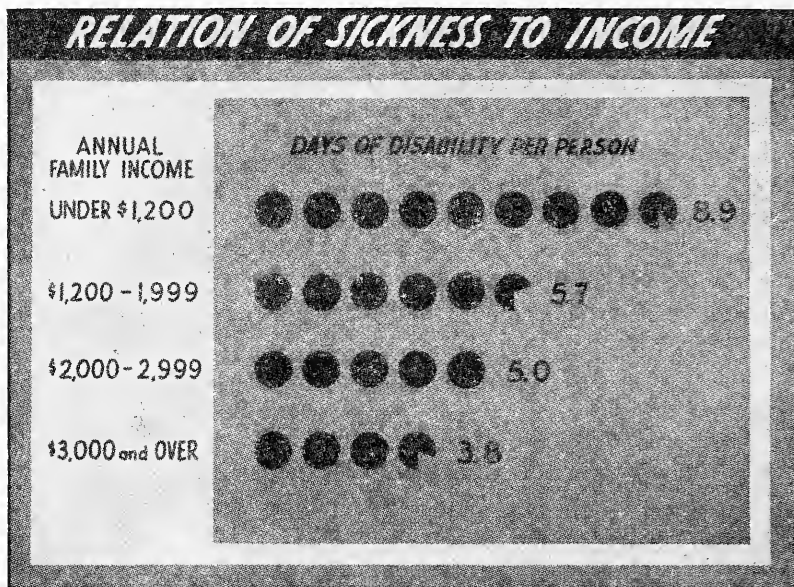 RELATION OF SICKNESS TO INCOME
ANNUAL
FAMILY INCOME
DAYS OF DISABILITY PER PERSON
UNDER $1,200 8.9
$1,200-1,999 5.7
$2,000-2,999 5.0
$3,000 and OVER 3.8